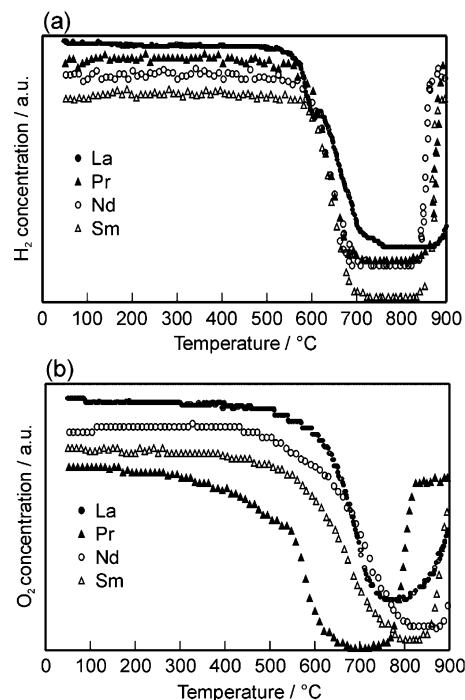 (a)
H₂ concentration / a.u.
La
Pr
Nd
Sm
0 100 200 300 400 500 600 700 800 900
Temperature / °C
(b)
O₂ concentration / a.u.
La
Pr
Nd
Sm
0 100 200 300 400 500 600 700 800 900
Temperature / °C